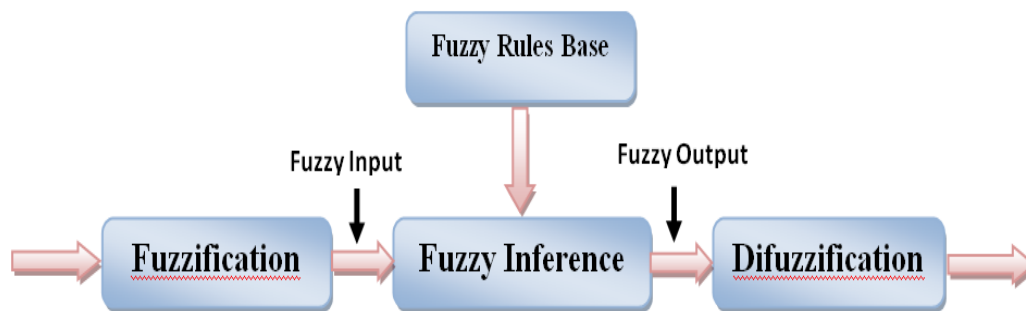 Fuzzy Rules Base
Fuzzy Input
Fuzzy Output
Fuzzification
Fuzzy Inference
Difuzzification